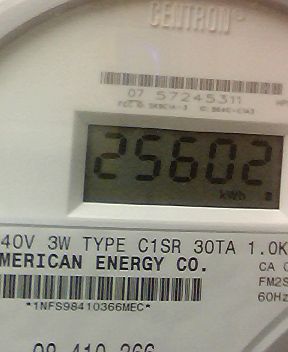 CENTRON®
07 57245311
25602
kWh
40V 3W TYPE C1SR 30TA 1.0K
MERICAN ENERGY CO.
CA
FM2S
60Hz
*1NFS98410366MEC*